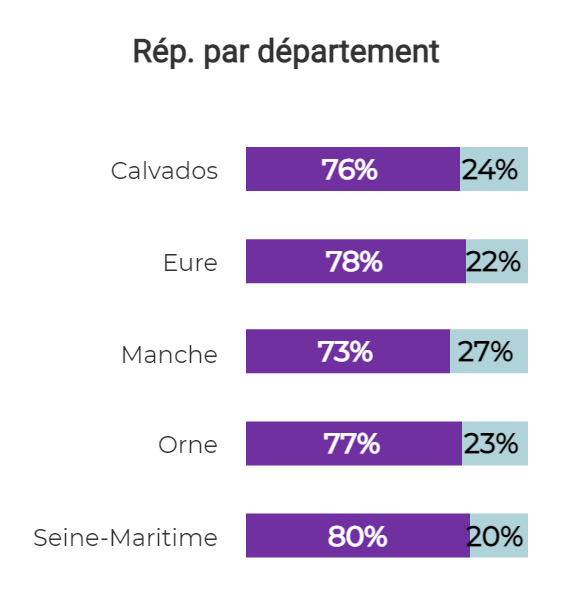 Rép. par département
Calvados 76% 24%
Eure 78% 22%
Manche 73% 27%
Orne 77% 23%
Seine-Maritime 80% 20%